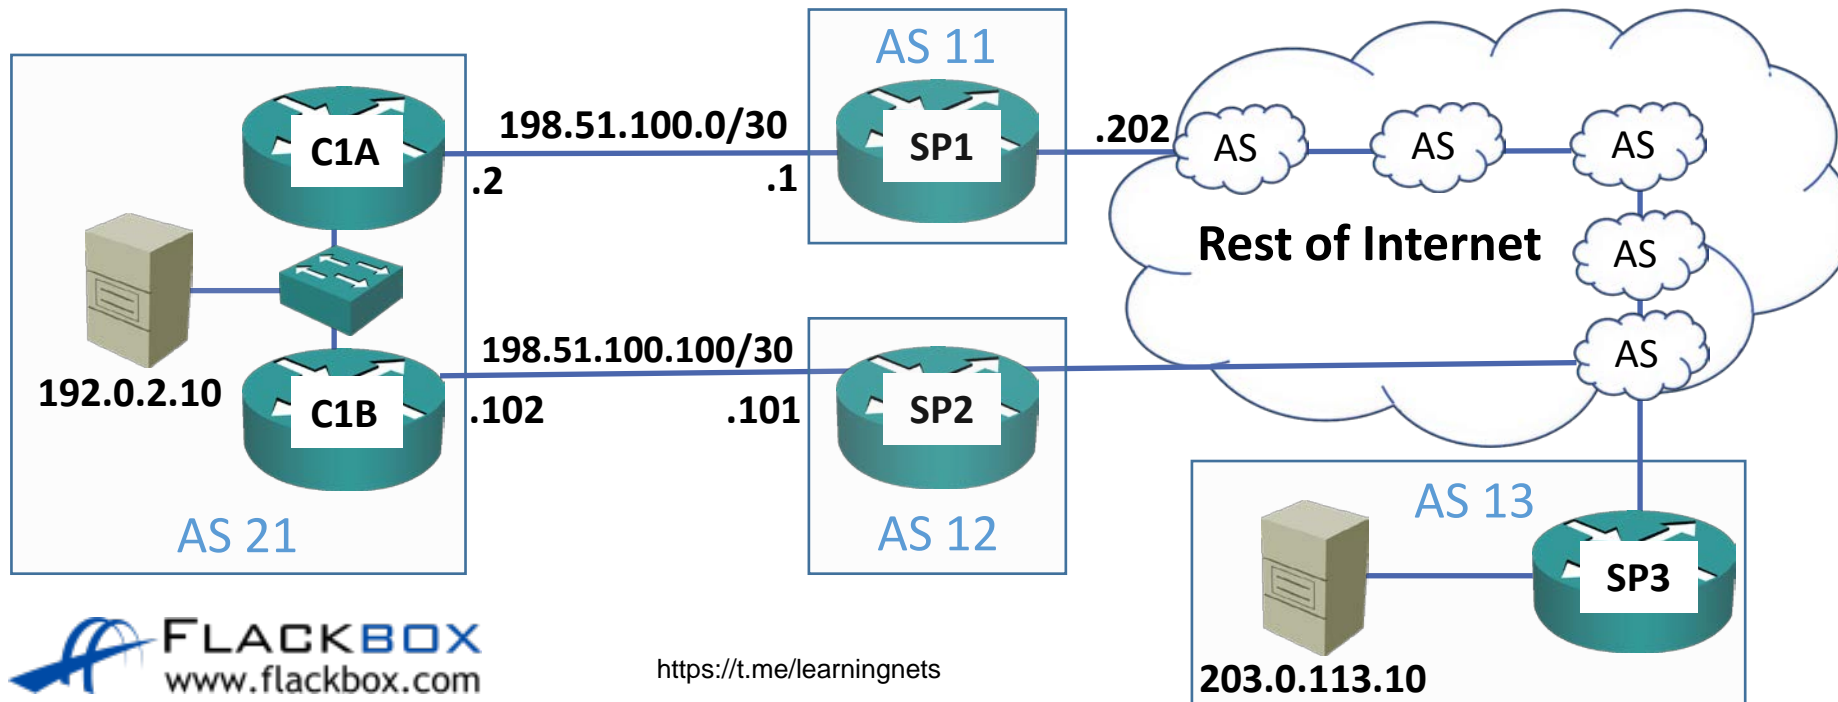 AS 11
198.51.100.0/30
.202
C1A
SP1
AS
AS
AS
.2
.1
Rest of Internet
AS
198.51.100.100/30
AS
192.0.2.10
C1B
.102
.101
SP2
AS 21
AS 12
AS 13
SP3
FLACKBOX
www.flackbox.com
https://t.me/learningnets
203.0.113.10